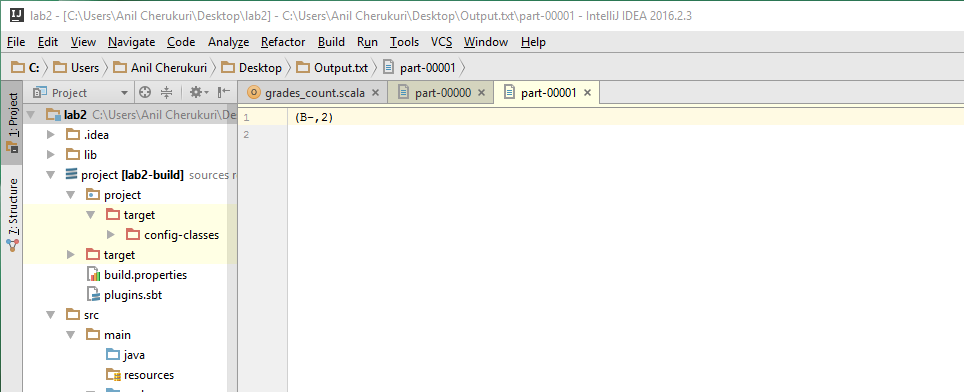 lab2 - [C:\Users\Anil Cherukuri\Desktop\lab2] - C:\Users\Anil Cherukuri\Desktop\Output.txt\part-00001 - IntelliJ IDEA 2016.2.3
File Edit View Navigate Code Analyze Refactor Build Run Tools VCS Window Help
C: Users Anil Cherukuri Desktop Output.txt part-00001
1: Project
7: Structure
Project
lab2 C:\Users\Anil Cherukuri\De
.idea
lib
project [lab2-build] sources r
project
target
config-classes
target
build.properties
plugins.sbt
src
main
java
resources
grades_count.scala part-00000 part-00001
1 (B-,2)
2